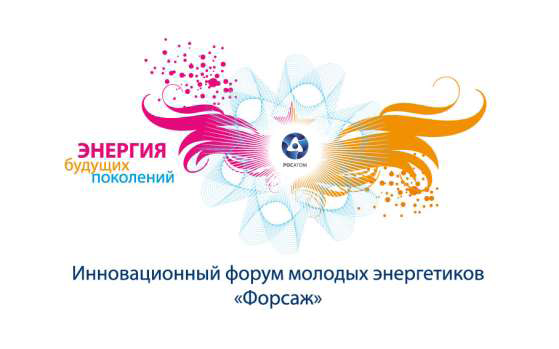 ЭНЕРГИЯ
будущих
поколений
РОСАТОМ
Инновационный форум молодых энергетиков
«Форсаж»